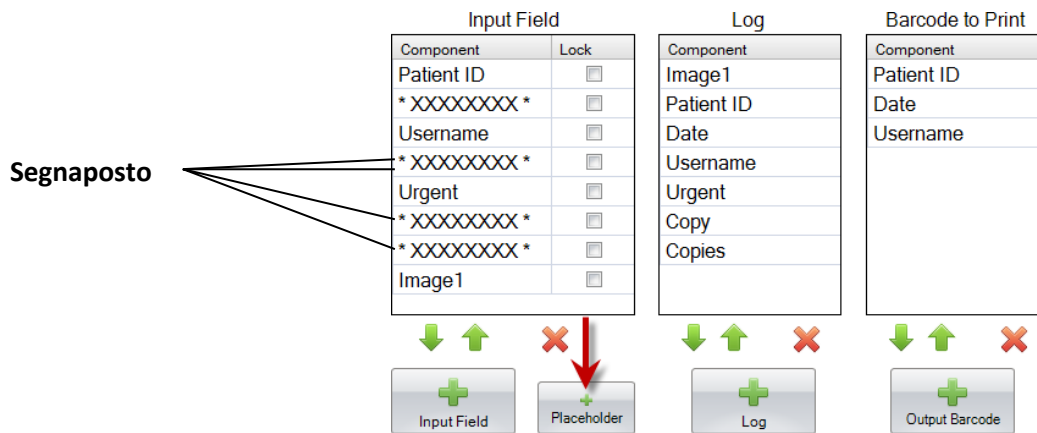 Input Field
Component Lock
Patient ID
* XXXXXXXX *
Username
* XXXXXXXX *
Urgent
* XXXXXXXX *
* XXXXXXXX *
Image1
Log
Component
Image1
Patient ID
Date
Username
Urgent
Copy
Copies
Barcode to Print
Component
Patient ID
Date
Username
Segnaposto
Input Field
Placeholder
Log
Output Barcode